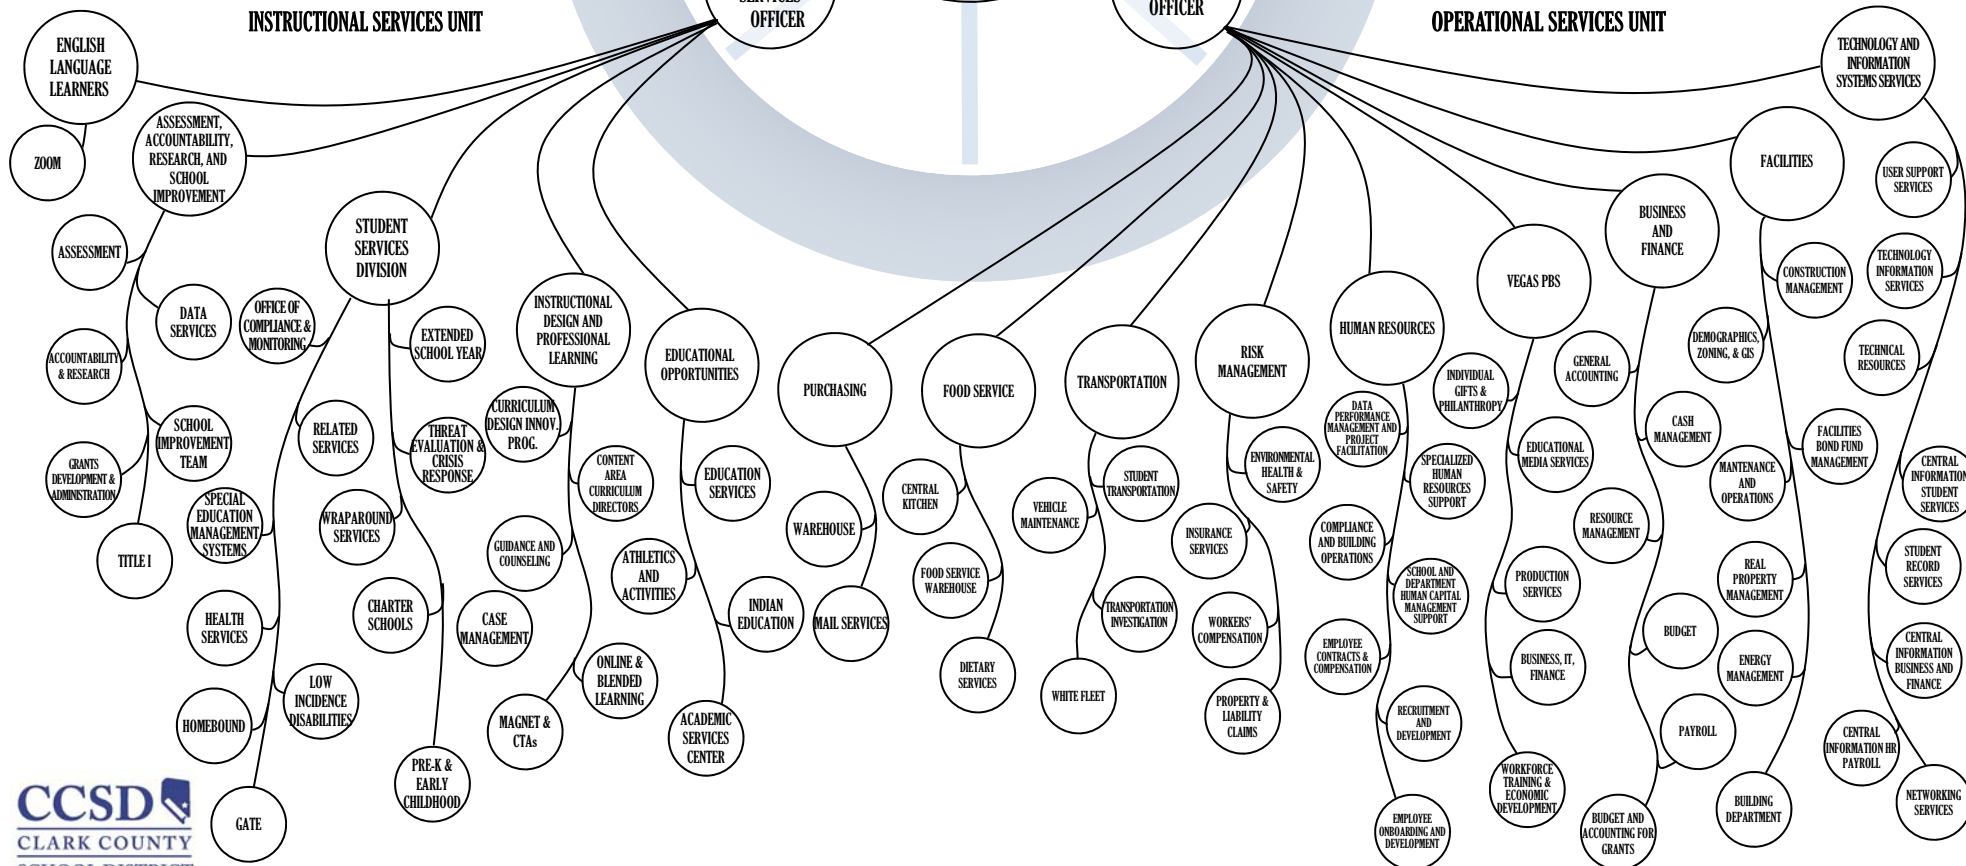 INSTRUCTIONAL SERVICES UNIT
SERVICES
OFFICER
OFFICER
OPERATIONAL SERVICES UNIT
ENGLISH
LANGUAGE
LEARNERS
ZOOM
ASSESSMENT,
ACCOUNTABILITY,
RESEARCH, AND
SCHOOL
IMPROVEMENT
ASSESSMENT
DATA
SERVICES
ACCOUNTABILITY
& RESEARCH
SCHOOL
IMPROVEMENT
TEAM
GRANTS
DEVELOPMENT &
ADMINISTRATION
TITLE I
STUDENT
SERVICES
DIVISION
OFFICE OF
COMPLIANCE &
MONITORING
EXTENDED
SCHOOL YEAR
RELATED
SERVICES
THREAT
EVALUATION &
CRISIS
RESPONSE
SPECIAL
EDUCATION
MANAGEMENT
SYSTEMS
WRAPAROUND
SERVICES
HEALTH
SERVICES
CHARTER
SCHOOLS
LOW
INCIDENCE
DISABILITIES
HOMEBOUND
PRE-K &
EARLY
CHILDHOOD
GATE
INSTRUCTIONAL
DESIGN AND
PROFESSIONAL
LEARNING
CURRICULUM
DESIGN INNOV.
PROG.
CONTENT
AREA
CURRICULUM
DIRECTORS
GUIDANCE AND
COUNSELING
CASE
MANAGEMENT
ONLINE &
BLENDED
LEARNING
MAGNET &
CTAs
EDUCATIONAL
OPPORTUNITIES
EDUCATION
SERVICES
ATHLETICS
AND
ACTIVITIES
INDIAN
EDUCATION
ACADEMIC
SERVICES
CENTER
PURCHASING
WAREHOUSE
MAIL SERVICES
FOOD SERVICE
CENTRAL
KITCHEN
FOOD SERVICE
WAREHOUSE
DIETARY
SERVICES
TRANSPORTATION
STUDENT
TRANSPORTATION
VEHICLE
MAINTENANCE
TRANSPORTATION
INVESTIGATION
WHITE FLEET
RISK
MANAGEMENT
ENVIRONMENTAL
HEALTH &
SAFETY
INSURANCE
SERVICES
WORKERS'
COMPENSATION
PROPERTY &
LIABILITY
CLAIMS
HUMAN RESOURCES
DATA
PERFORMANCE
MANAGEMENT AND
PROJECT
FACILITATION
SPECIALIZED
HUMAN
RESOURCES
SUPPORT
COMPLIANCE
AND BUILDING
OPERATIONS
SCHOOL AND
DEPARTMENT
HUMAN CAPITAL
MANAGEMENT
SUPPORT
EMPLOYEE
CONTRACTS &
COMPENSATION
RECRUITMENT
AND
DEVELOPMENT
EMPLOYEE
ONBOARDING AND
DEVELOPMENT
VEGAS PBS
INDIVIDUAL
GIFTS &
PHILANTHROPY
EDUCATIONAL
MEDIA SERVICES
PRODUCTION
SERVICES
BUSINESS, IT,
FINANCE
WORKFORCE
TRAINING &
ECONOMIC
DEVELOPMENT
BUSINESS
AND
FINANCE
GENERAL
ACCOUNTING
CASH
MANAGEMENT
RESOURCE
MANAGEMENT
BUDGET
PAYROLL
BUDGET AND
ACCOUNTING FOR
GRANTS
FACILITIES
CONSTRUCTION
MANAGEMENT
DEMOGRAPHICS,
ZONING, & GIS
FACILITIES
BOND FUND
MANAGEMENT
MANTENANCE
AND
OPERATIONS
REAL
PROPERTY
MANAGEMENT
ENERGY
MANAGEMENT
BUILDING
DEPARTMENT
TECHNOLOGY AND
INFORMATION
SYSTEMS SERVICES
USER SUPPORT
SERVICES
TECHNOLOGY
INFORMATION
SERVICES
TECHNICAL
RESOURCES
CENTRAL
INFORMATION
STUDENT
SERVICES
STUDENT
RECORD
SERVICES
CENTRAL
INFORMATION
BUSINESS AND
FINANCE
CENTRAL
INFORMATION HR
PAYROLL
NETWORKING
SERVICES
CCSD
CLARK COUNTY
SCHOOL DISTRICT